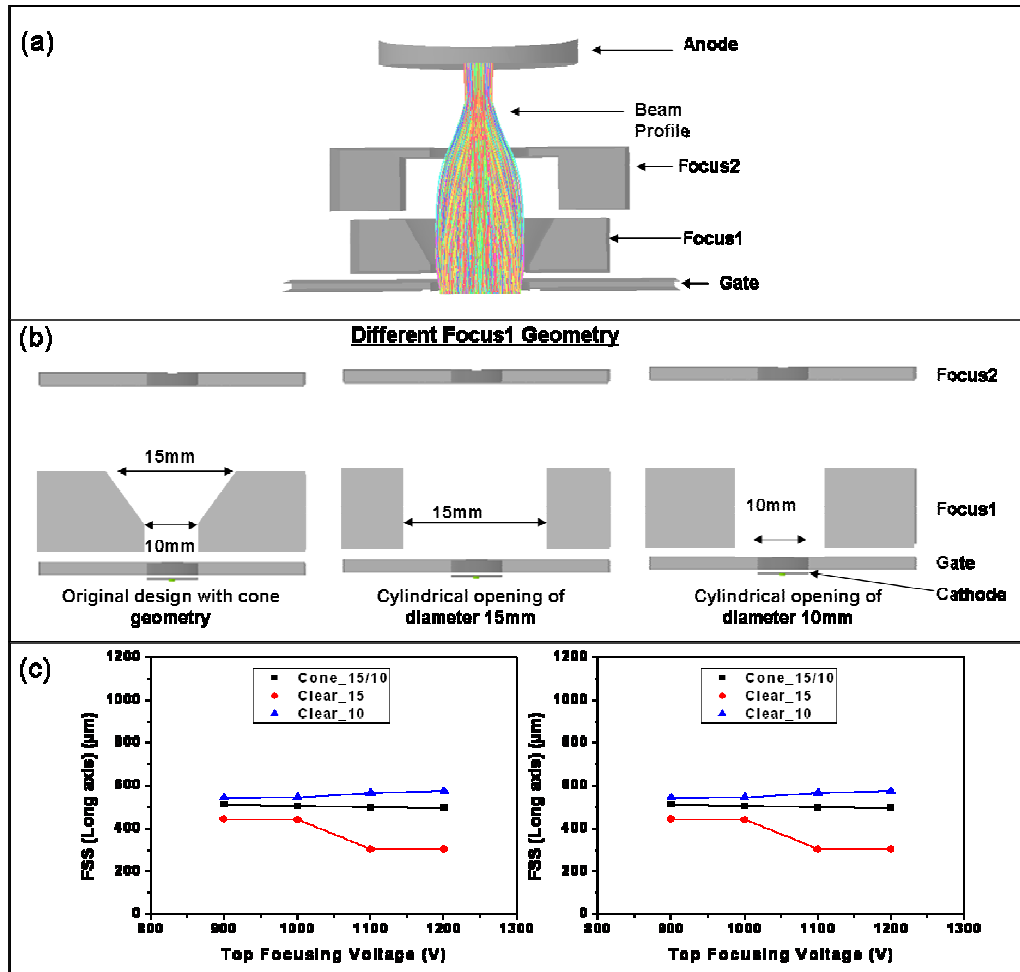 (a)
Anode
Beam
Profile
Focus2
Focus1
Gate
(b)
Different Focus1 Geometry
Focus2
15mm
10mm
15mm
10mm
Focus1
Gate
Cathode
Original design with cone
geometry
Cylindrical opening of
diameter 15mm
Cylindrical opening of
diameter 10mm
(c)
FSS (Long axis) (µm)
1200
1000
800
600
400
200
0
Cone_15/10
Clear_15
Clear_10
800 900 1000 1100 1200 1300
Top Focusing Voltage (V)
FSS (Long axis) (µm)
1200
1000
800
600
400
200
0
Cone_15/10
Clear_15
Clear_10
800 900 1000 1100 1200 1300
Top Focusing Voltage (V)